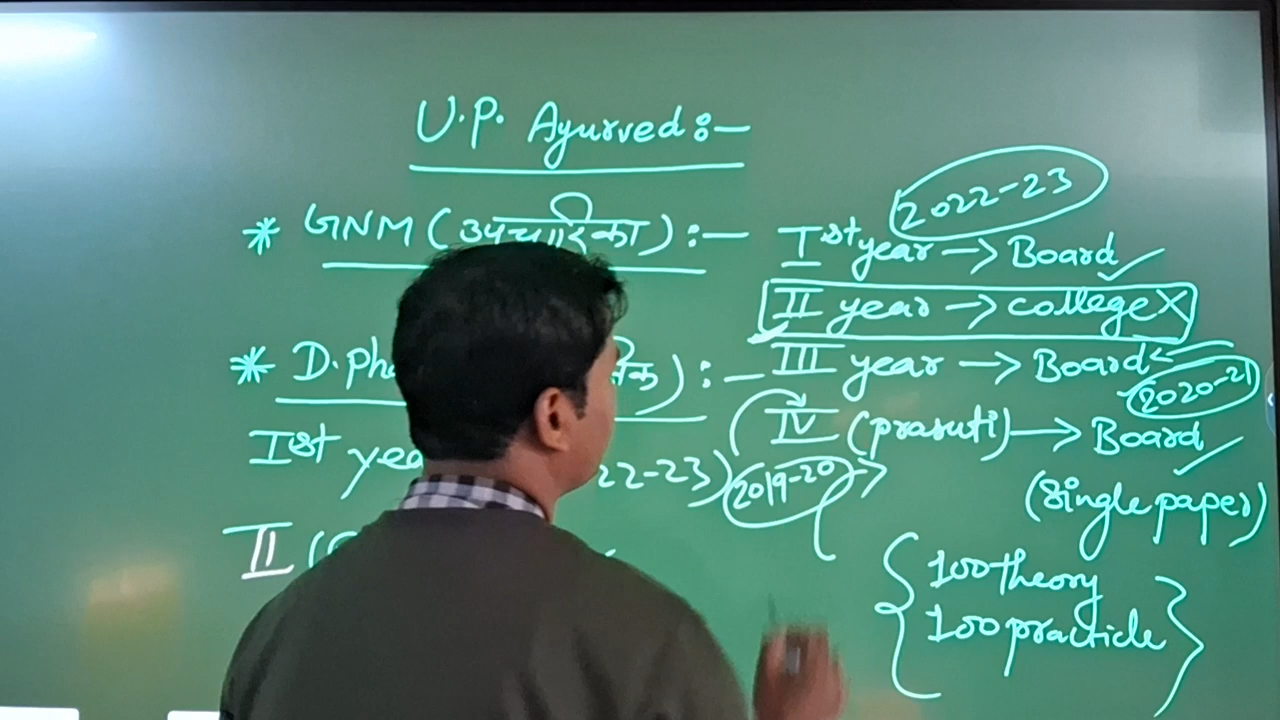 U.P. Ayurved :-
2022-23
* GNM (उपचारिका) :- Ist year → Board ✓
II year → college X
* D.Pha :- III year → Board
2020-21
IV (prasuti) → Board ✓
Ist yea 22-23) 2019-20 →
(Single paper)
II (
{ 100 theory
100 practicle }